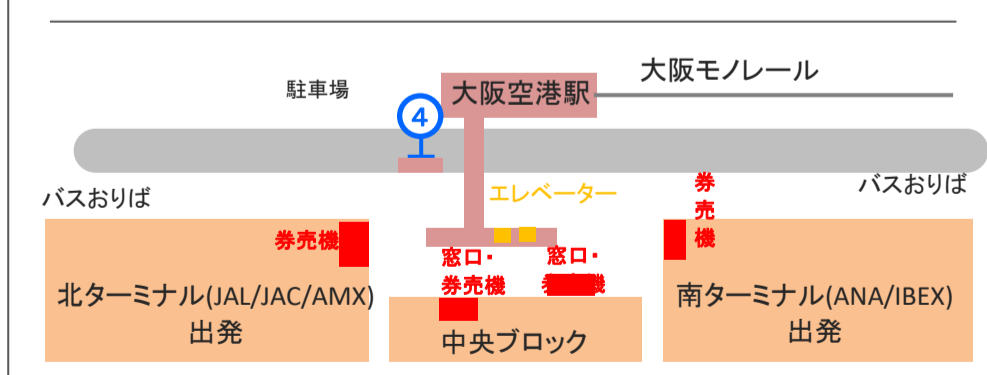 大阪モノレール
駐車場
大阪空港駅
4
バスおりば
エレベーター
券売機
バスおりば
券売機
窓口・
券売機
窓口・
機
北ターミナル(JAL/JAC/AMX)
出発
中央ブロック
南ターミナル(ANA/IBEX)
出発